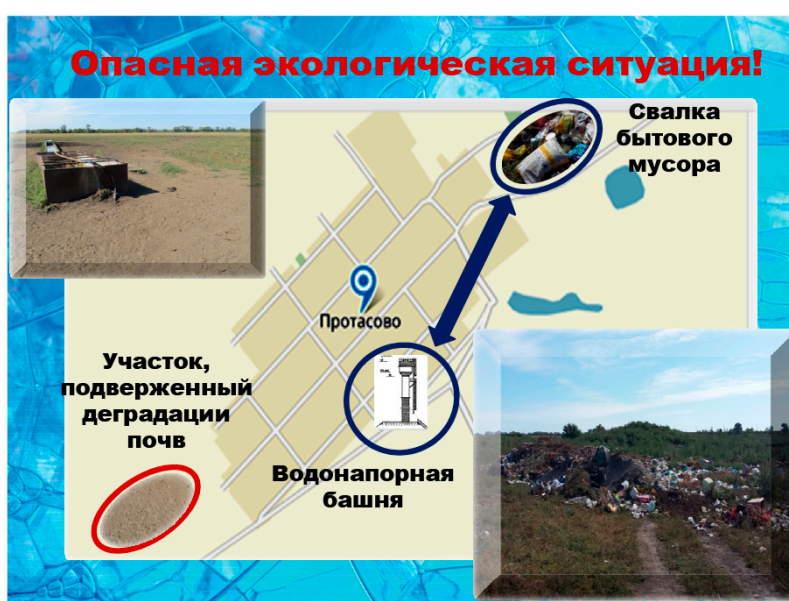 Опасная экологическая ситуация!
Свалка
бытового
мусора
Протасово
Участок,
подверженный
деградации
почв
Водонапорная
башня